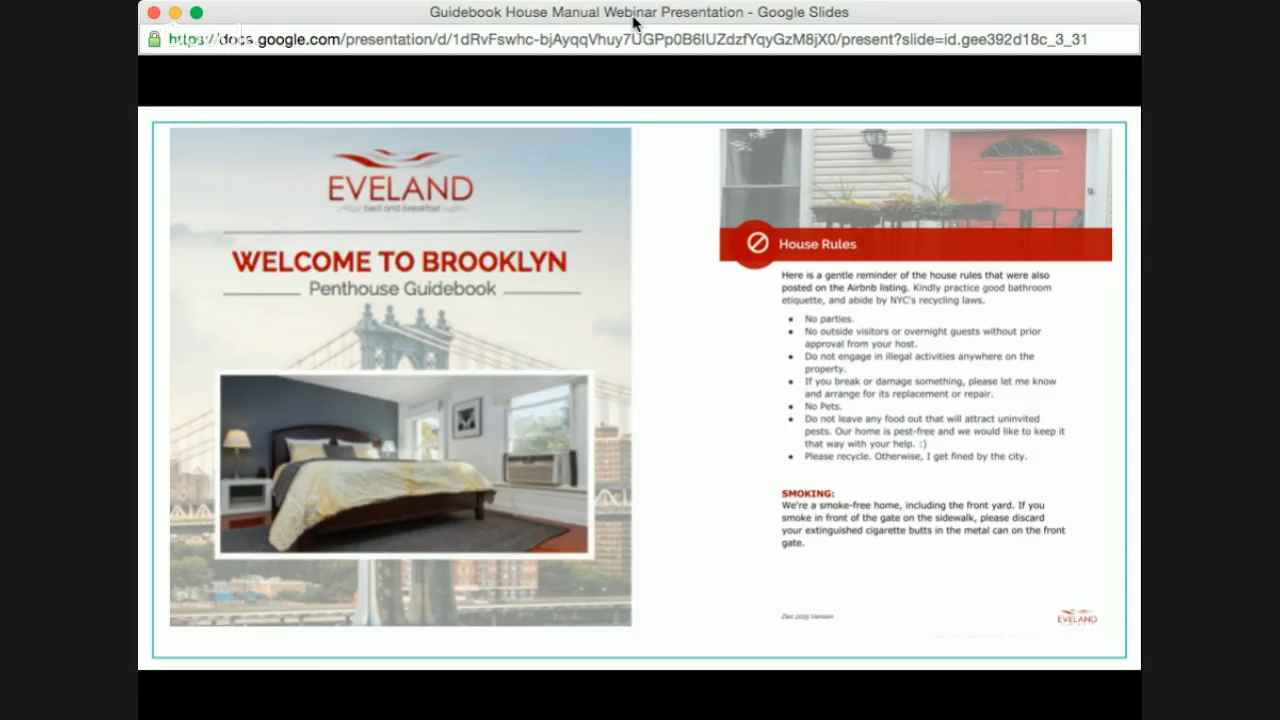 Guidebook House Manual Webinar Presentation - Google Slides
https://docs.google.com/presentation/d/1dRvFswhc-bjAyqqVhuy7UGPp0B6IUZdzfYqyGzM8jX0/present?slide=id.gee392d18c_3_31
EVELAND
bed and breakfast
WELCOME TO BROOKLYN
Penthouse Guidebook
233
House Rules
Here is a gentle reminder of the house rules that were also
posted on the Airbnb listing. Kindly practice good bathroom
etiquette, and abide by NYC's recycling laws.
• No parties.
• No outside visitors or overnight guests without prior
approval from your host.
• Do not engage in illegal activities anywhere on the
property.
• If you break or damage something, please let me know
and arrange for its replacement or repair.
• No Pets.
• Do not leave any food out that will attract uninvited
pests. Our home is pest-free and we would like to keep it
that way with your help. :)
• Please recycle. Otherwise, I get fined by the city.
SMOKING:
We're a smoke-free home, including the front yard. If you
smoke in front of the gate on the sidewalk, please discard
your extinguished cigarette butts in the metal can on the front
gate.
Dec 2015 Version
EVELAND